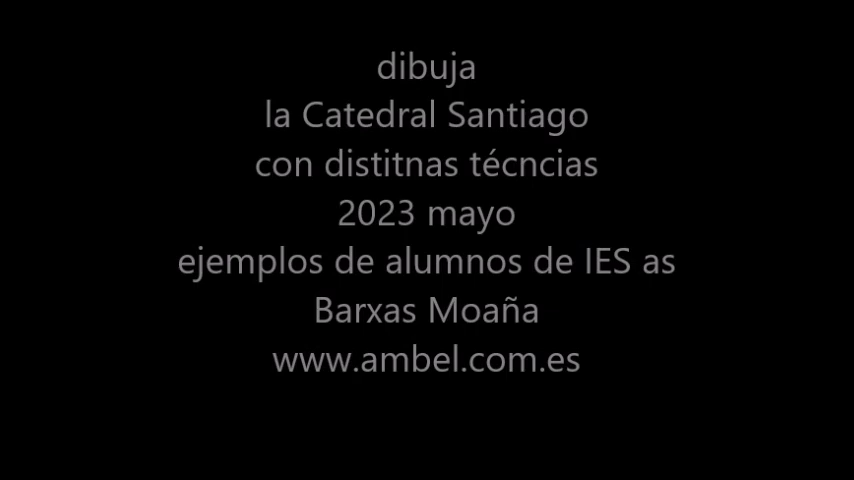 dibuja
la Catedral Santiago
con distitnas técncias
2023 mayo
ejemplos de alumnos de IES as
Barxas Moaña
www.ambel.com.es